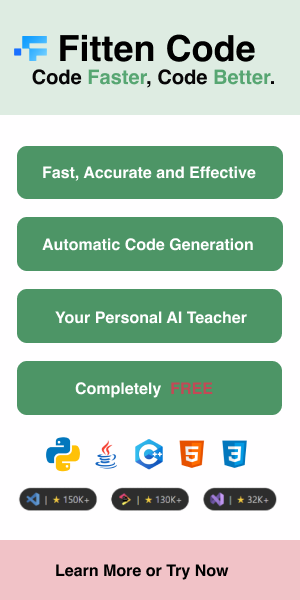 Fitten Code
Code Faster, Code Better.
Fast, Accurate and Effective
Automatic Code Generation
Your Personal AI Teacher
Completely FREE
| ★ 150K+ | ★ 130K+ | ★ 32K+
Learn More or Try Now